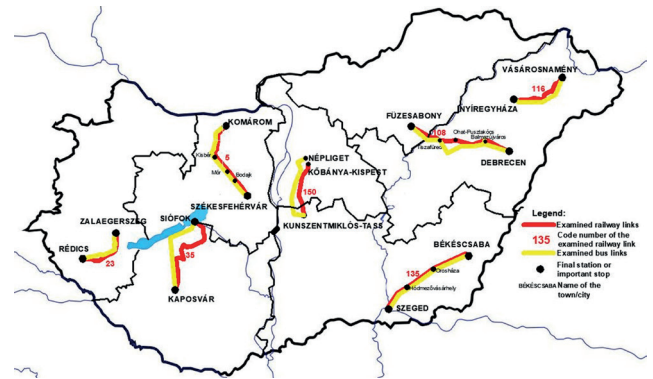 VÁSÁROSNAMÉNY
116
NYÍREGYHÁZA
FÜZESABONY
108
Ohat-Pusztakócs
Tiszafüred
Balmazújváros
DEBRECEN
KOMÁROM
Kisbér
5
Mór
Bodajk
SZÉKESFEHÉRVÁR
NÉPLIGET
KŐBÁNYA-KISPEST
150
KUNSZENTMIKLÓS-TASS
ZALAEGERSZEG
SIÓFOK
RÉDICS
23
35
KAPOSVÁR
BÉKÉSCSABA
135
Orosháza
Hódmezővásárhely
SZEGED
Legend:
Examined railway links
135 Code number of the
examined railway link
Examined bus links
Final station or
important stop
BÉKÉSCSABA Name of the
town/city